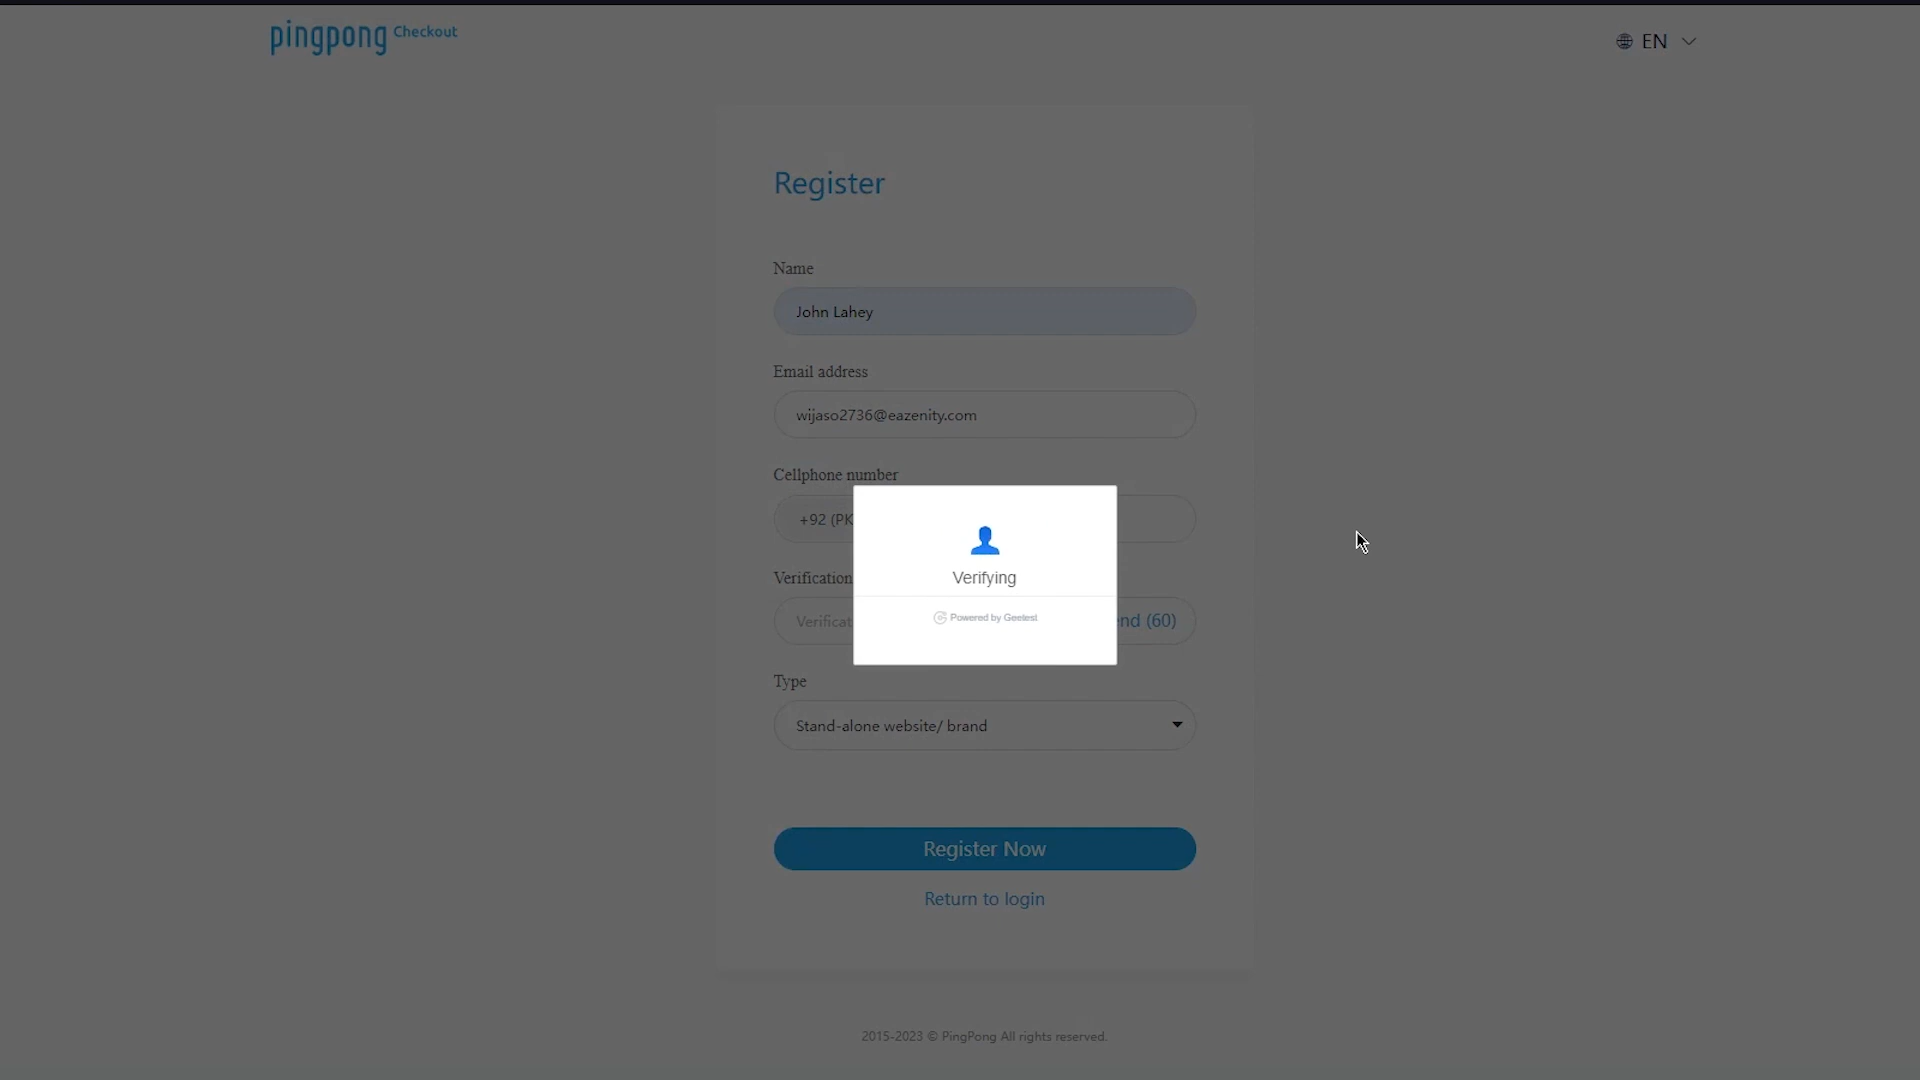 pingpong Checkout
EN
Register
Name
John Lahey
Email address
wijaso2736@eazenity.com
Cellphone number
+92 (PK
Verifying
Verification
Powered by Geetest
Verificat
nd (60)
Type
Stand-alone website/ brand
Register Now
Return to login
2015-2023 © PingPong All rights reserved.